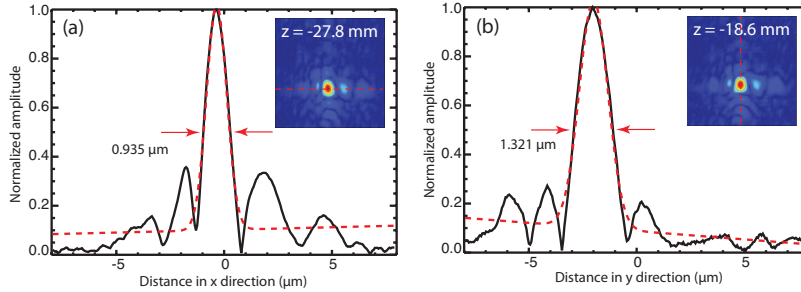 (a)
z = -27.8 mm
Normalized amplitude
1.0
0.8
0.6
0.4
0.2
0.0
0.935 µm
-5
0
5
Distance in x direction (µm)
(b)
z = -18.6 mm
Normalized amplitude
1.0
0.8
0.6
0.4
0.2
0.0
1.321 µm
-5
0
5
Distance in y direction (µm)